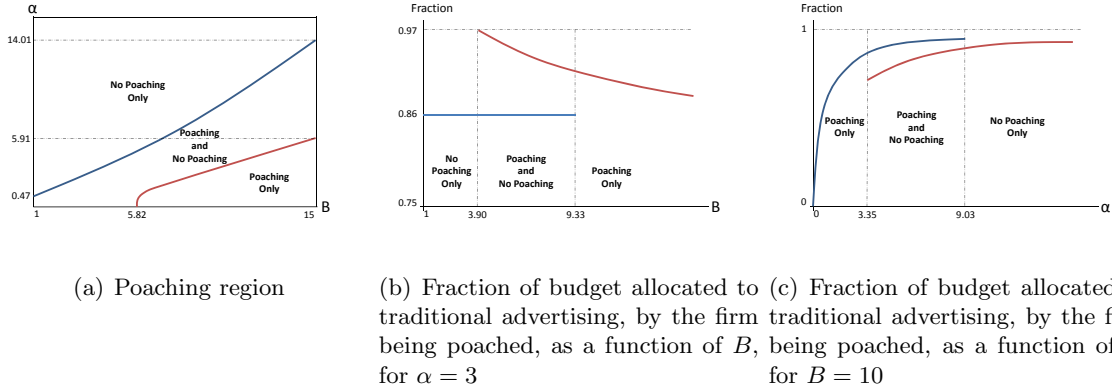 α
14.01
No Poaching
Only
5.91
Poaching
and
No Poaching
Poaching
Only
0.47
1
5.82
15
B
(a) Poaching region
Fraction
0.97
0.86
No
Poaching
Only
Poaching
and
No Poaching
Poaching
Only
0.75
1
3.90
9.33
B
(b) Fraction of budget allocated to
traditional advertising, by the firm
being poached, as a function of B,
for α = 3
Fraction
1
Poaching
Only
Poaching
and
No Poaching
No Poaching
Only
0
0
3.35
9.03
α
(c) Fraction of budget allocated
traditional advertising, by the f
being poached, as a function of
for B = 10